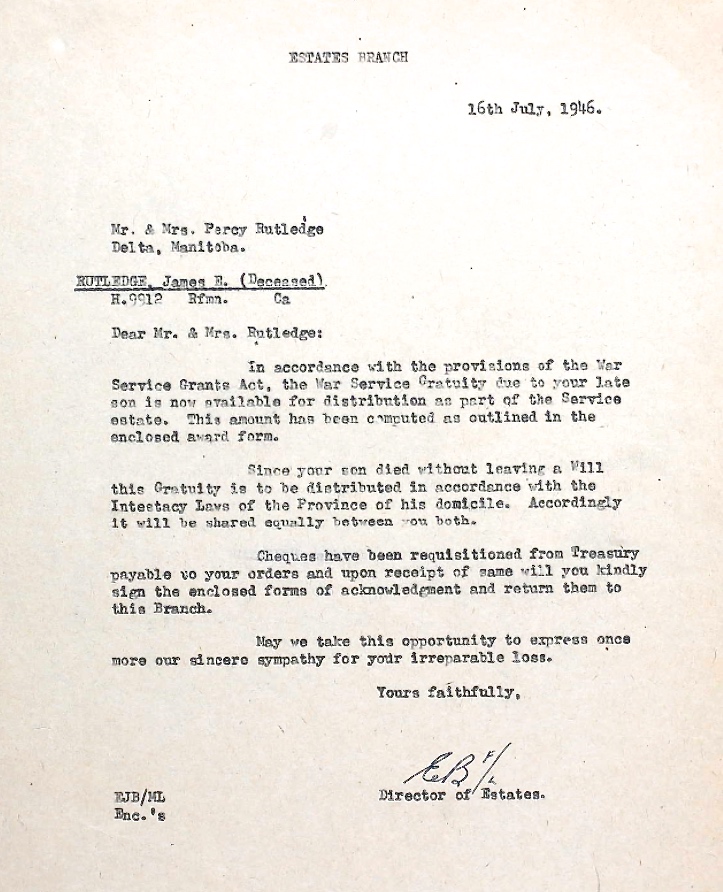 ESTATES BRANCH
16th July, 1946.
Mr. & Mrs. Percy Rutledge
Delta, Manitoba.
RUTLEDGE, James E. (Deceased)
H.9912 Rfmn. Ca
Dear Mr. & Mrs. Rutledge:
In accordance with the provisions of the War
Service Grants Act, the War Service Gratuity due to your late
son is now available for distribution as part of the Service
estate. This amount has been computed as outlined in the
enclosed award form.
Since your son died without leaving a Will
this Gratuity is to be distributed in accordance with the
Intestacy Laws of the Province of his domicile. Accordingly
it will be shared equally between you both.
Cheques have been requisitioned from Treasury
payable to your orders and upon receipt of same will you kindly
sign the enclosed forms of acknowledgment and return them to
this Branch.
May we take this opportunity to express once
more our sincere sympathy for your irreparable loss.
Yours faithfully,
Director of Estates.
EJB/ML
Enc.'s